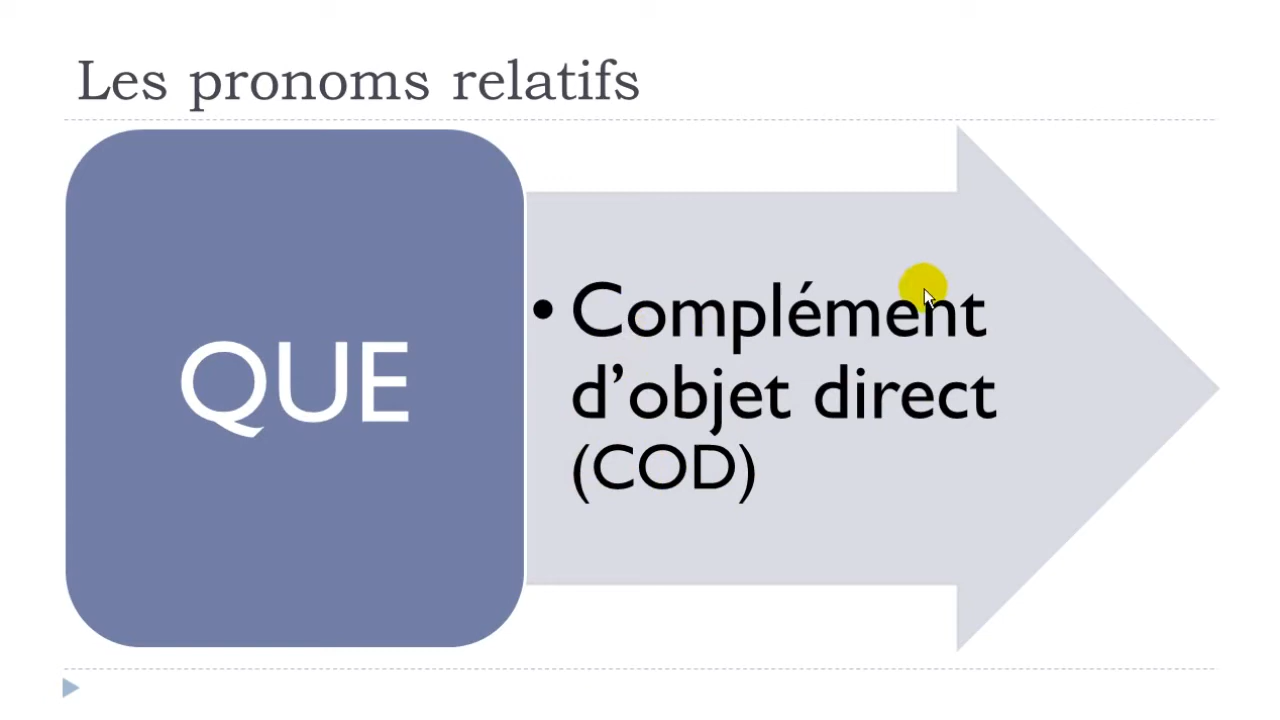 Les pronoms relatifs
QUE
• Complément
d’objet direct
(COD)